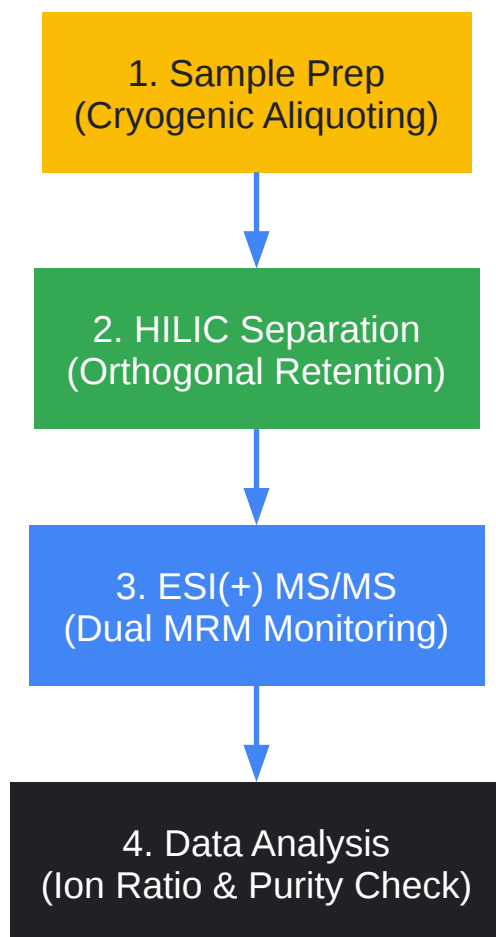 1. Sample Prep
(Cryogenic Aliquoting)
2. HILIC Separation
(Orthogonal Retention)
3. ESI(+) MS/MS
(Dual MRM Monitoring)
4. Data Analysis
(Ion Ratio & Purity Check)